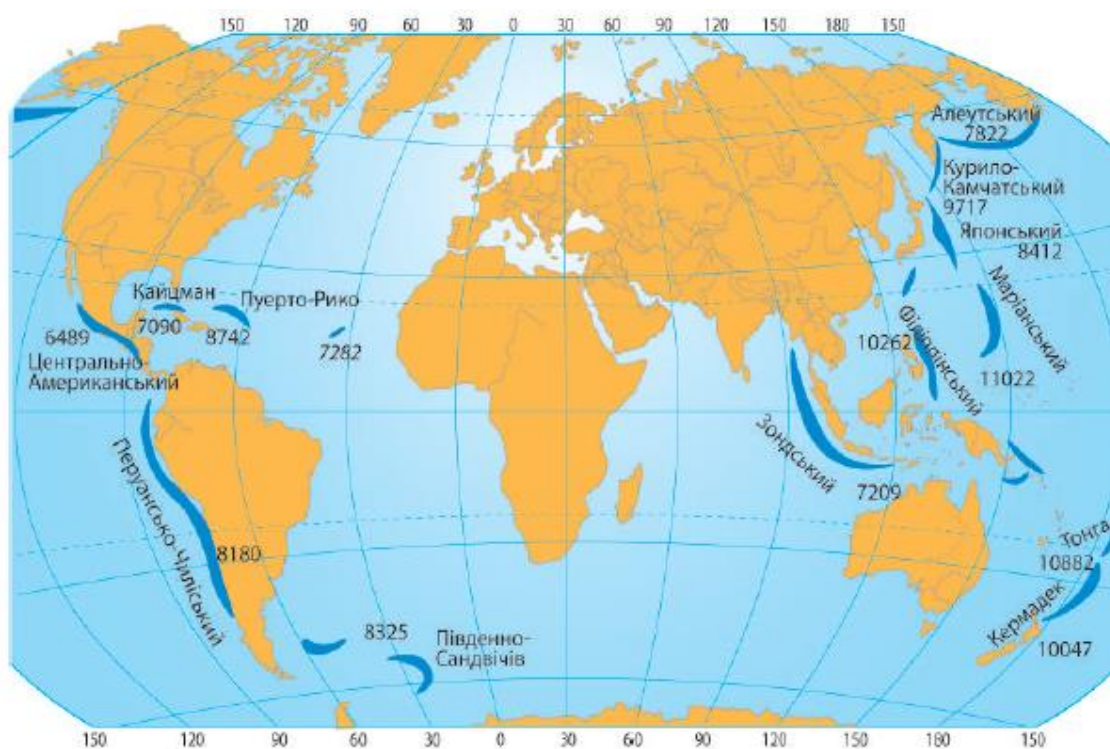 150 120 90 60 30 0 30 60 90 120 150 180 150
Алеутський
7822
Курило-
Камчатський
9717
Японський
8412
Маріанський
11022
Філіппінський
10262
Кайцман
7090
Пуерто-Рико
8742
7282
6489
Центрально-
Американський
Перуансько-Чиліський
8180
Зондський
7209
Тонга
10882
Кермадек
10047
8325
Південно-
Сандвічів
150 120 90 60 30 0 30 60 90 120 150 180 150